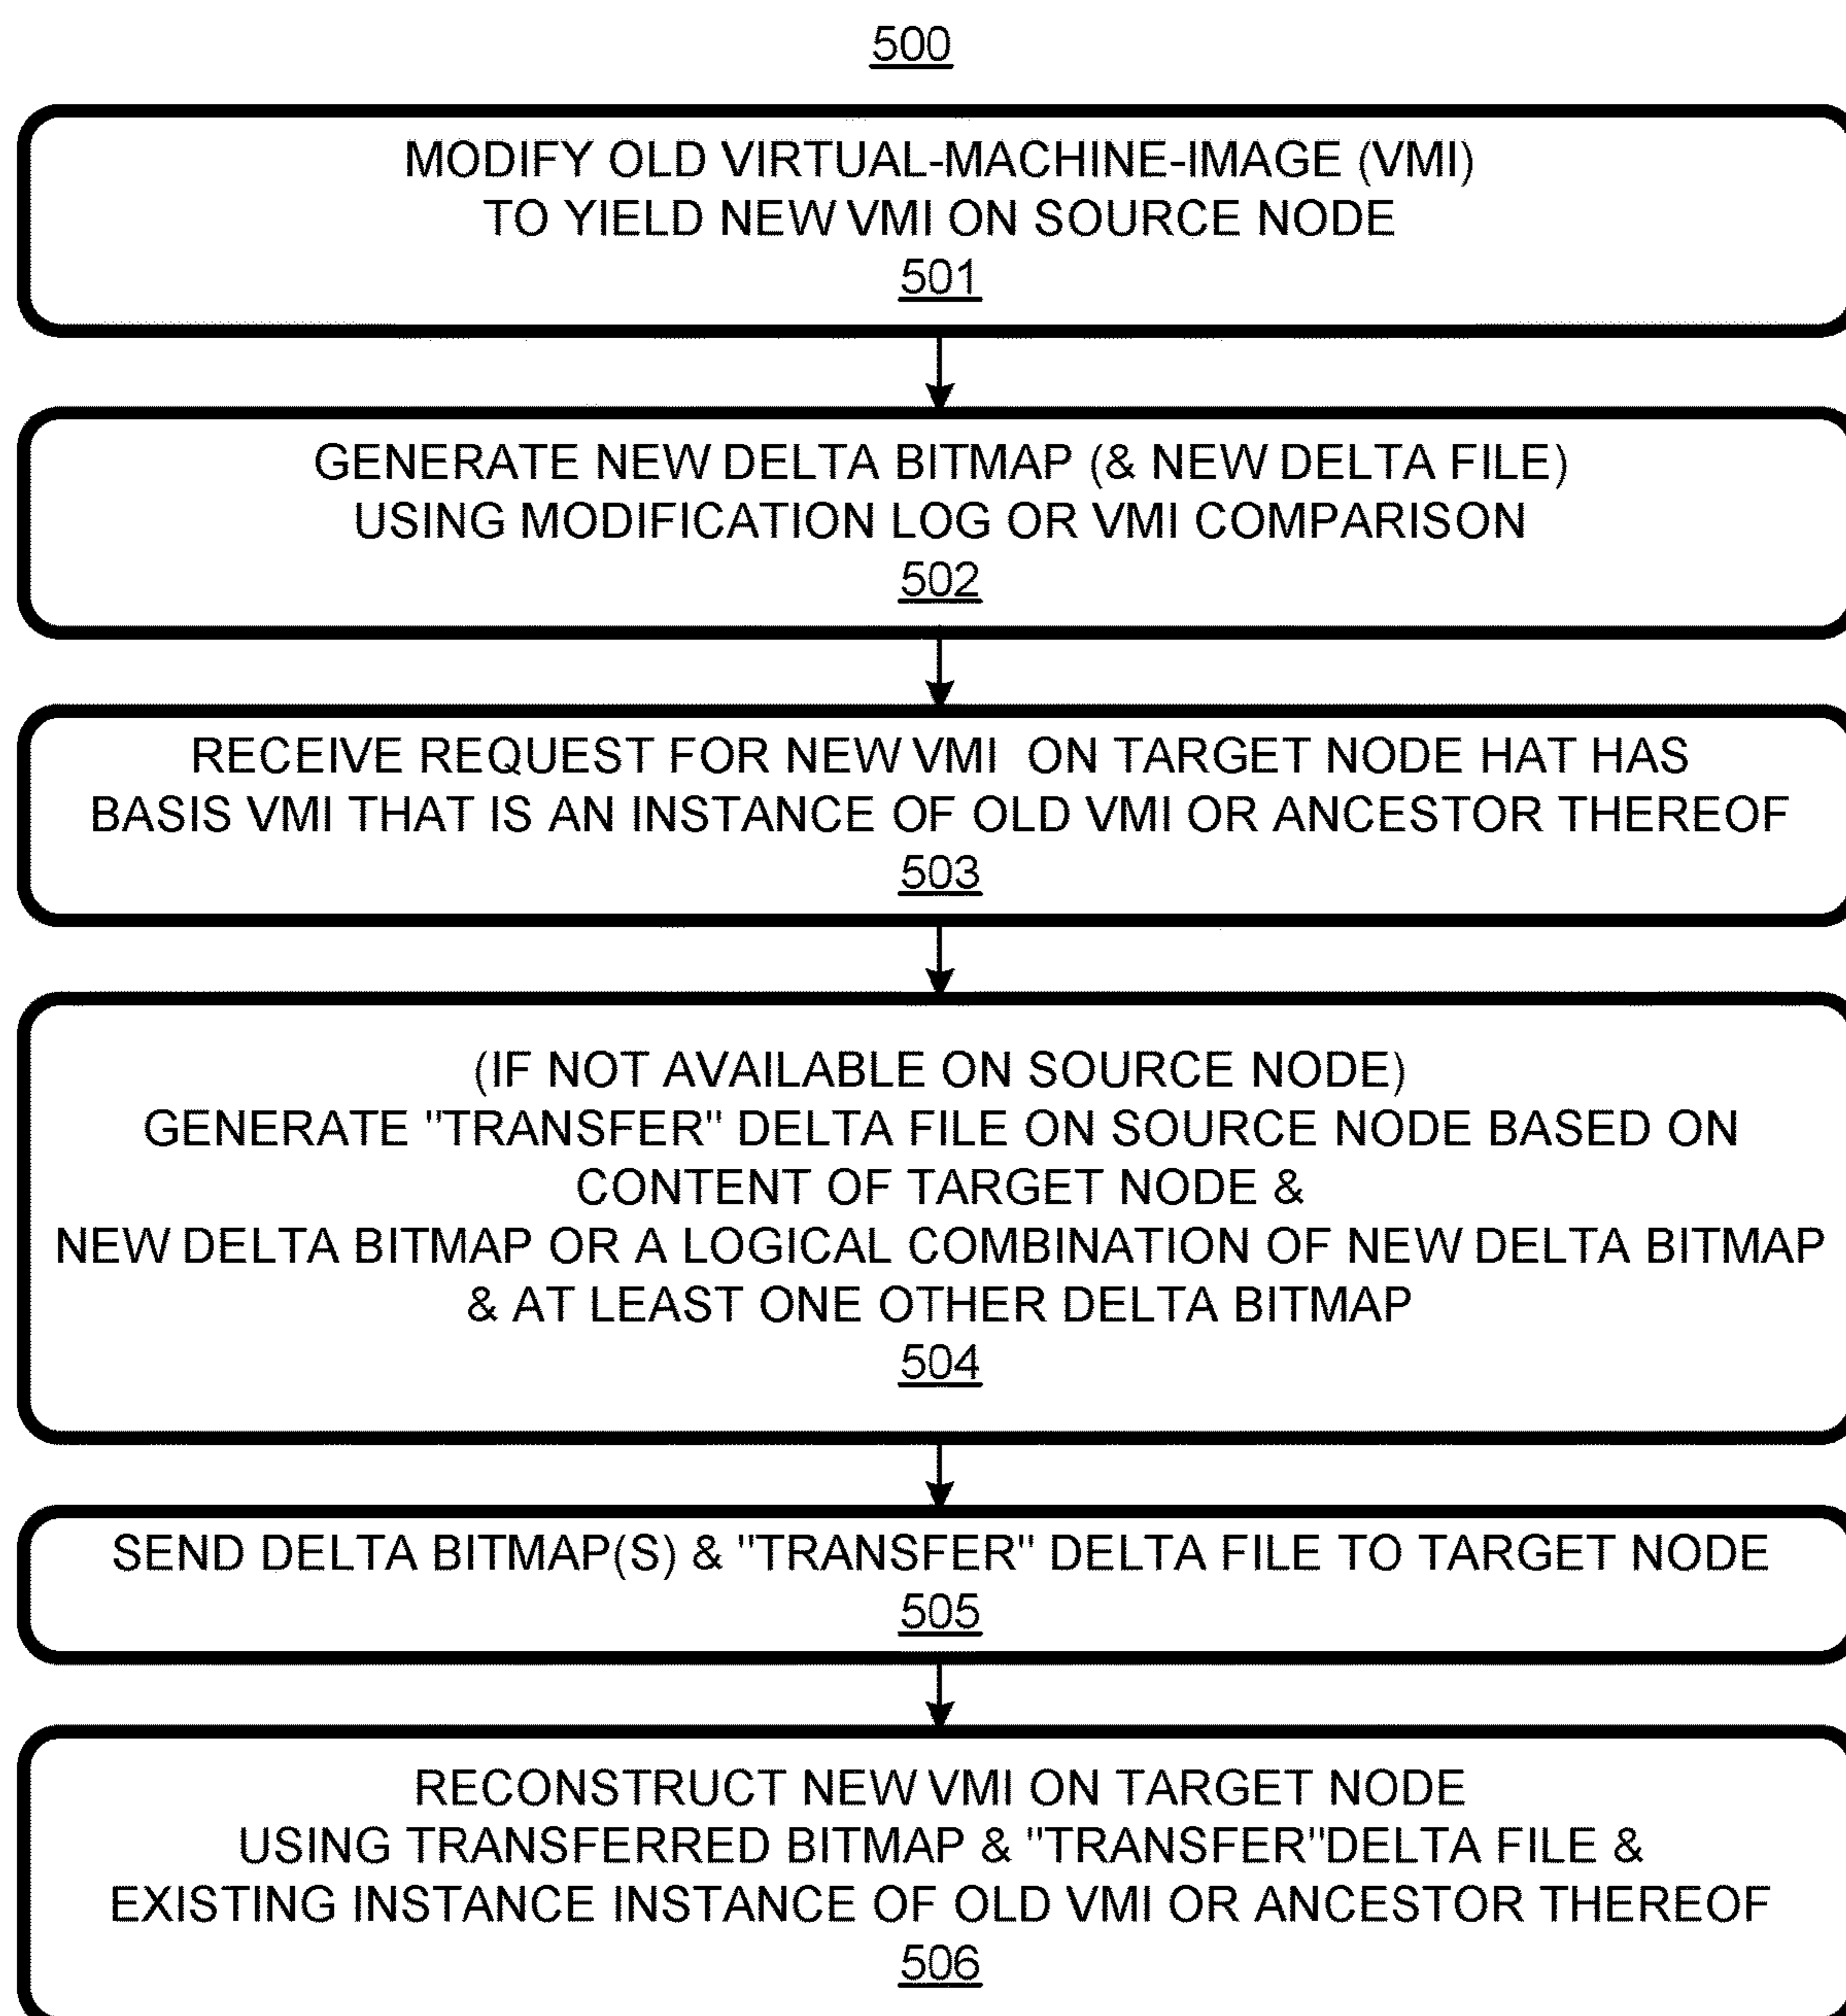 500
MODIFY OLD VIRTUAL-MACHINE-IMAGE (VMI)
TO YIELD NEW VMI ON SOURCE NODE
501
GENERATE NEW DELTA BITMAP (& NEW DELTA FILE)
USING MODIFICATION LOG OR VMI COMPARISON
502
RECEIVE REQUEST FOR NEW VMI ON TARGET NODE HAT HAS
BASIS VMI THAT IS AN INSTANCE OF OLD VMI OR ANCESTOR THEREOF
503
(IF NOT AVAILABLE ON SOURCE NODE)
GENERATE "TRANSFER" DELTA FILE ON SOURCE NODE BASED ON
CONTENT OF TARGET NODE &
NEW DELTA BITMAP OR A LOGICAL COMBINATION OF NEW DELTA BITMAP
& AT LEAST ONE OTHER DELTA BITMAP
504
SEND DELTA BITMAP(S) & "TRANSFER" DELTA FILE TO TARGET NODE
505
RECONSTRUCT NEW VMI ON TARGET NODE
USING TRANSFERRED BITMAP & "TRANSFER"DELTA FILE &
EXISTING INSTANCE INSTANCE OF OLD VMI OR ANCESTOR THEREOF
506